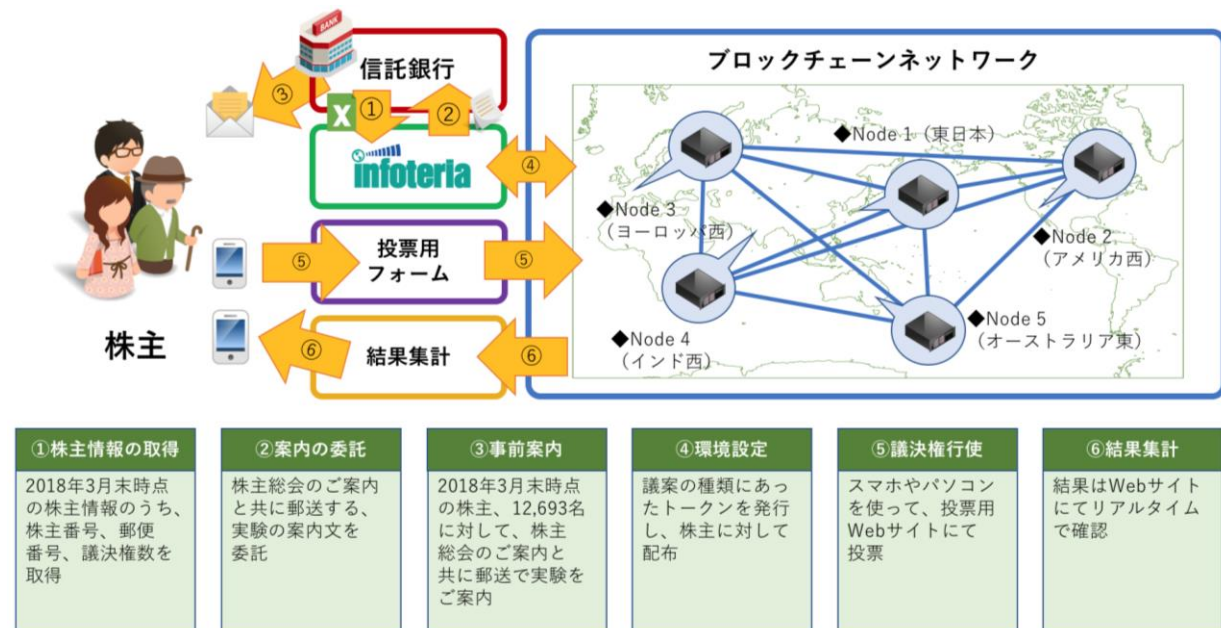 BANK
信託銀行
ブロックチェーンネットワーク
③
X
①
②
infoteria
④
◆Node 1（東日本）
◆Node 3
（ヨーロッパ西）
◆Node 2
（アメリカ西）
⑤
投票用
フォーム
⑤
◆Node 4
（インド西）
◆Node 5
（オーストラリア東）
株主
⑥
結果集計
⑥
①株主情報の取得
2018年3月末時点
の株主情報のうち、
株主番号、郵便
番号、議決権数を
取得
②案内の委託
株主総会のご案内
と共に郵送する、
実験の案内文を
委託
③事前案内
2018年3月末時点
の株主、12,693名
に対して、株主
総会のご案内と
共に郵送で実験を
ご案内
④環境設定
議案の種類にあっ
たトークンを発行
し、株主に対して
配布
⑤議決権行使
スマホやパソコン
を使って、投票用
Webサイトにて
投票
⑥結果集計
結果はWebサイト
にてリアルタイム
で確認